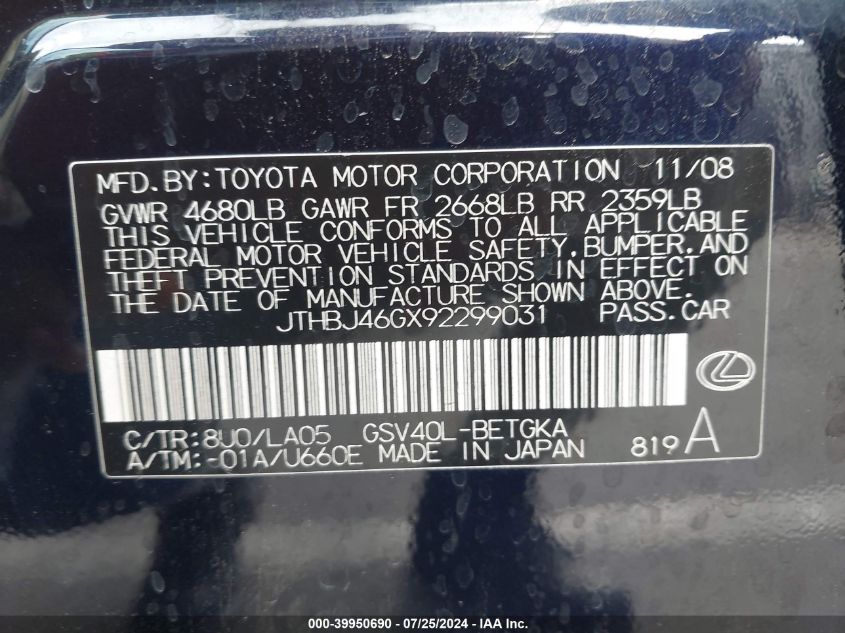 MFD.BY:TOYOTA MOTOR CORPORATION 11/08
GVWR 4680LB GAWR FR 2668LB RR 2359LB
THIS VEHICLE CONFORMS TO ALL APPLICABLE
FEDERAL MOTOR VEHICLE SAFETY,BUMPER,AND
THEFT PREVENTION STANDARDS IN EFFECT ON
THE DATE OF MANUFACTURE SHOWN ABOVE.
JTHBJ46GX92299031 PASS.CAR
C/TR:8U0/LA05 GSV40L-BETGKA
A/TM:-01A/U660E MADE IN JAPAN 819A
000-39950690 - 07/25/2024 - IAA Inc.